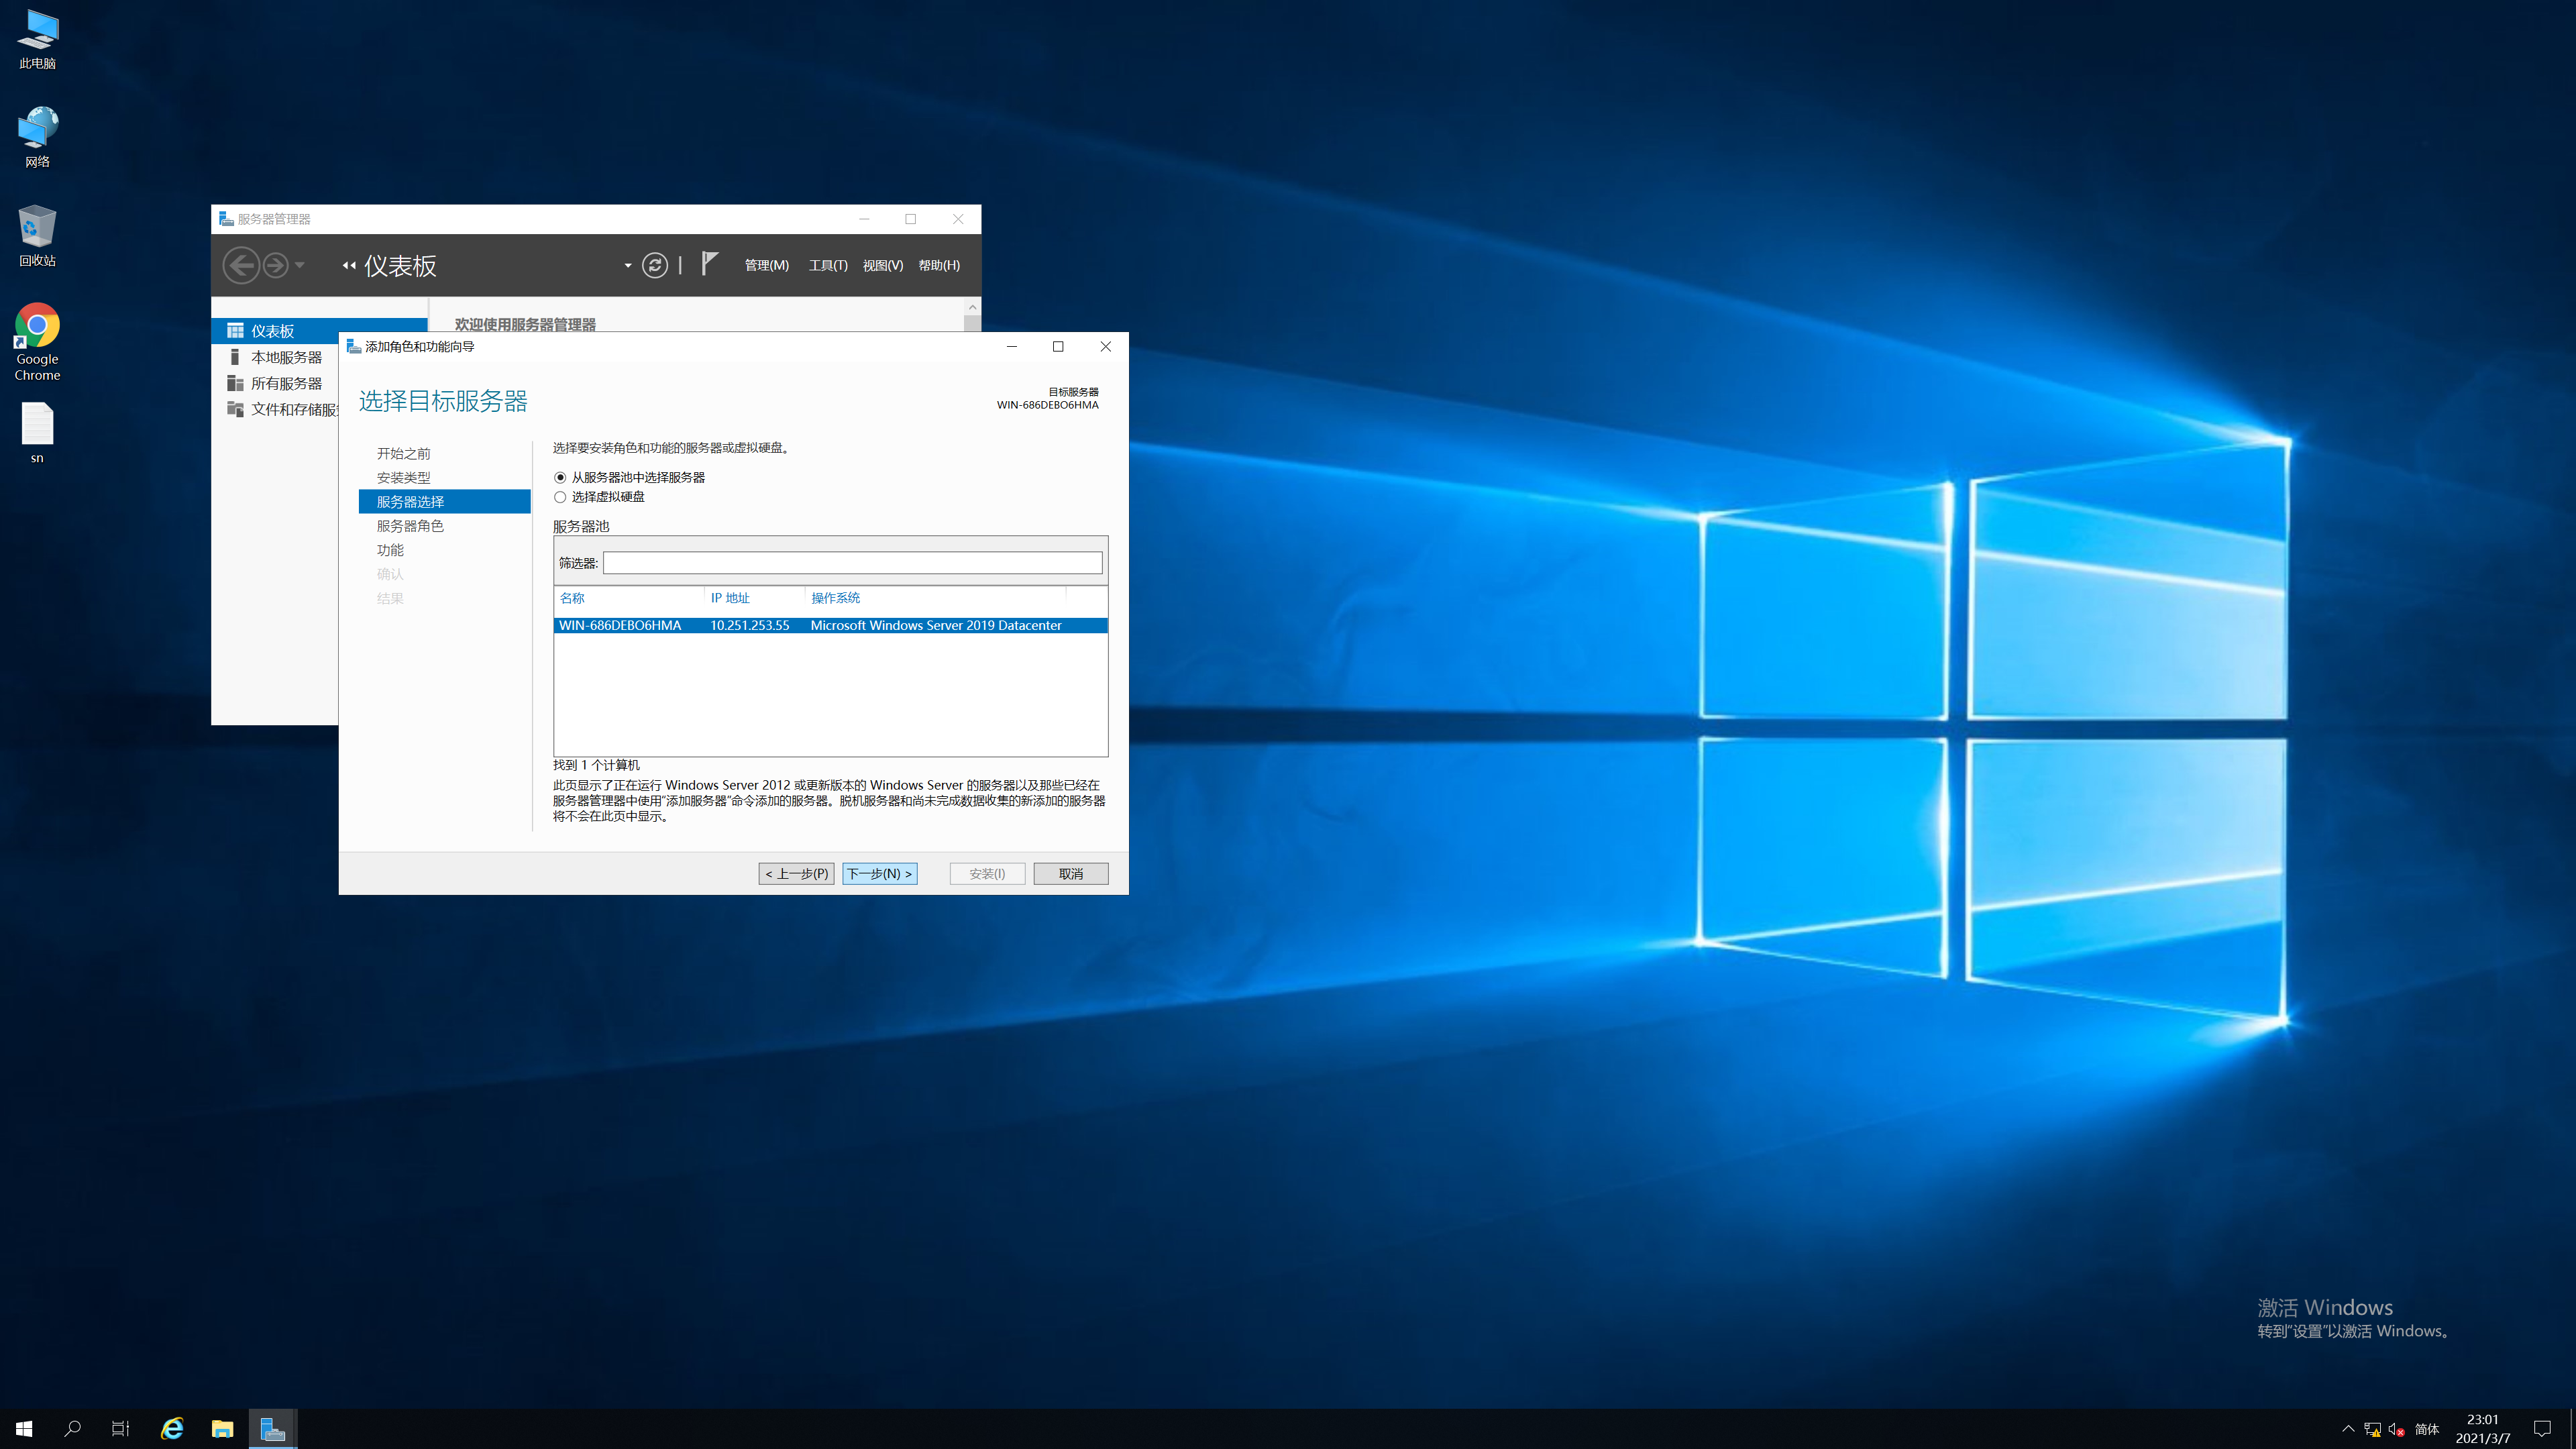 此电脑
网络
回收站
Google
Chrome
sn
服务器管理器
仪表板
管理(M)
工具(T)
视图(V)
帮助(H)
仪表板
本地服务器
所有服务器
文件和存储服
欢迎使用服务器管理器
添加角色和功能向导
选择目标服务器
目标服务器
WIN-686DEBO6HMA
开始之前
安装类型
服务器选择
服务器角色
功能
确认
结果
选择要安装角色和功能的服务器或虚拟硬盘。
从服务器池中选择服务器
选择虚拟硬盘
服务器池
筛选器:
名称 IP 地址 操作系统
WIN-686DEBO6HMA 10.251.253.55 Microsoft Windows Server 2019 Datacenter
找到 1 个计算机
此页显示了正在运行 Windows Server 2012 或更新版本的 Windows Server 的服务器以及那些已经在
服务器管理器中使用"添加服务器"命令添加的服务器。脱机服务器和尚未完成数据收集的新添加的服务器
将不会在此页中显示。
< 上一步(P)
下一步(N) >
安装(I)
取消
激活 Windows
转到"设置"以激活 Windows。
简体
23:01
2021/3/7